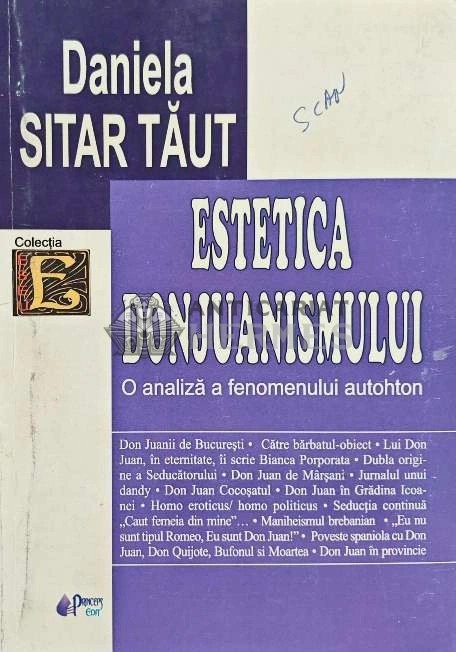 Daniela
SITAR TĂUT
SCAN
ESTETICA
DONJUANISMULUI
Colecția
E
ANTICARIAT
HERMES
O analiză a fenomenului autohton
Don Juanii de București • Către bărbatul-obiect • Lui Don
Juan, în eternitate, îi scrie Bianca Porporata • Dubla origi-
ne a Seducătorului • Don Juan de Mârșani • Jurnalul unui
dandy • Don Juan Cocoșatul • Don Juan în Grădina Icoa-
nei • Homo eroticus/ homo politicus • Seducția continuă
„Caut femeia din mine”... • Maniheismul brebanian • „Eu nu
sunt tipul Romeo, Eu sunt Don Juan!” • Poveste spaniola cu Don
Juan, Don Quijote, Bufonul si Moartea • Don Juan în provincie
PRINCEPS
EDIT